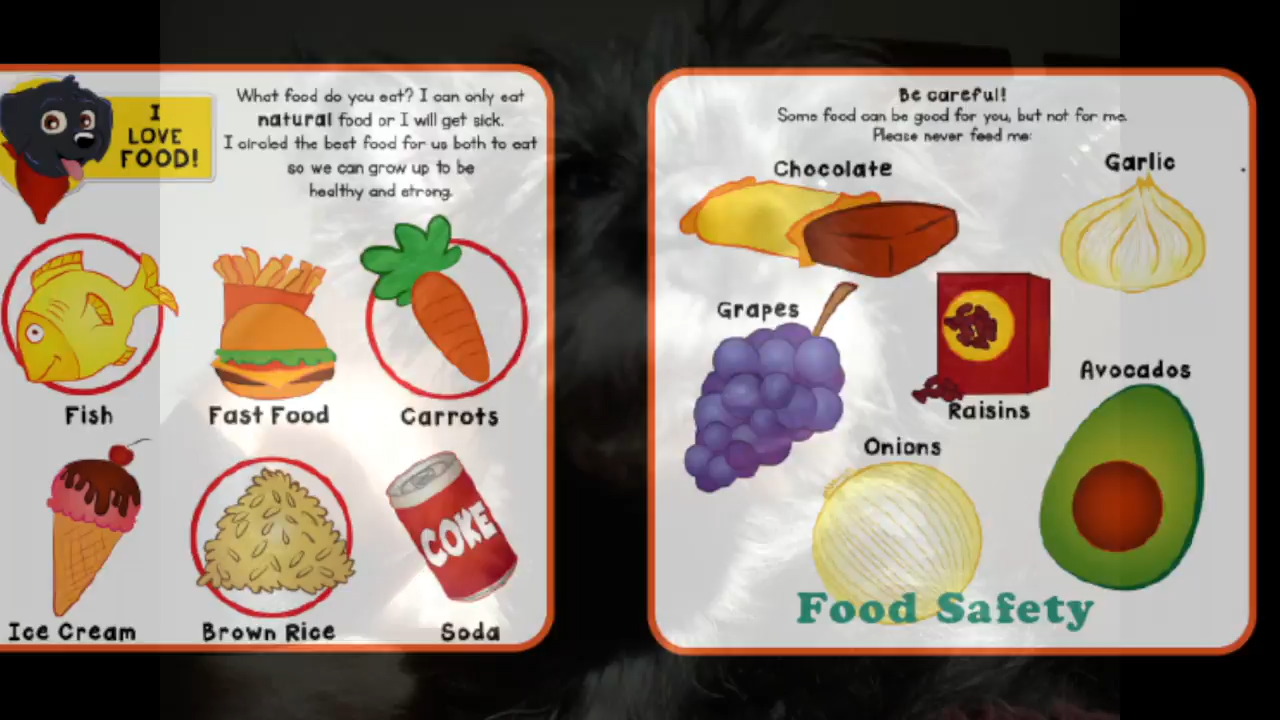 I
LOVE
FOOD!
What food do you eat? I can only eat
natural food or I will get sick.
I circled the best food for us both to eat
so we can grow up to be
healthy and strong.
Fish
Fast Food
Carrots
COKE
Ice Cream
Brown Rice
Soda
Be careful!
Some food can be good for you, but not for me.
Please never feed me:
Chocolate
Garlic
Grapes
Raisins
Avocados
Onions
Food Safety